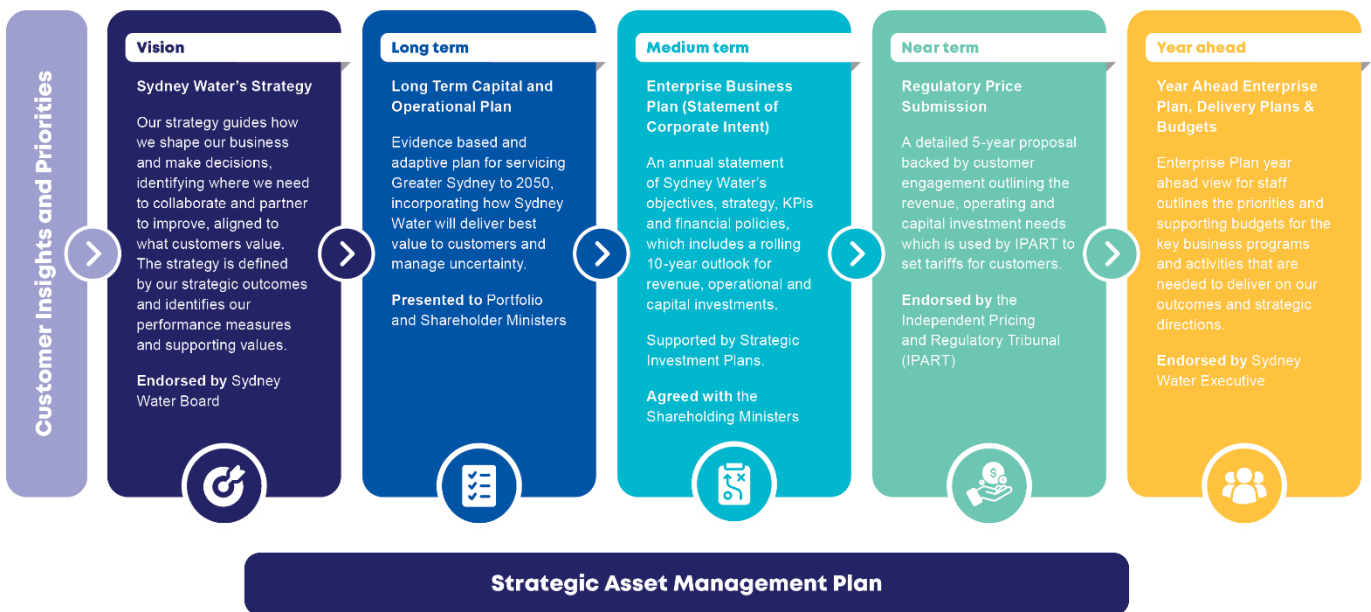 Customer Insights and Priorities
Vision
Sydney Water's Strategy
Our strategy guides how
we shape our business
and make decisions,
identifying where we need
to collaborate and partner
to improve, aligned to
what customers value.
The strategy is defined
by our strategic outcomes
and identifies our
performance measures
and supporting values.
Endorsed by Sydney
Water Board
Long term
Long Term Capital and
Operational Plan
Evidence based and
adaptive plan for servicing
Greater Sydney to 2050,
incorporating how Sydney
Water will deliver best
value to customers and
manage uncertainty.
Presented to Portfolio
and Shareholder Ministers
Medium term
Enterprise Business
Plan (Statement of
Corporate Intent)
An annual statement
of Sydney Water's
objectives, strategy, KPIs
and financial policies,
which includes a rolling
10-year outlook for
revenue, operational and
capital investments.
Supported by Strategic
Investment Plans.
Agreed with the
Shareholding Ministers
Near term
Regulatory Price
Submission
A detailed 5-year proposal
backed by customer
engagement outlining the
revenue, operating and
capital investment needs
which is used by IPART to
set tariffs for customers.
Endorsed by the
Independent Pricing
and Regulatory Tribunal
(IPART)
Year ahead
Year Ahead Enterprise
Plan, Delivery Plans &
Budgets
Enterprise Plan year
ahead view for staff
outlines the priorities and
supporting budgets for the
key business programs
and activities that are
needed to deliver on our
outcomes and strategic
directions.
Endorsed by Sydney
Water Executive
Strategic Asset Management Plan